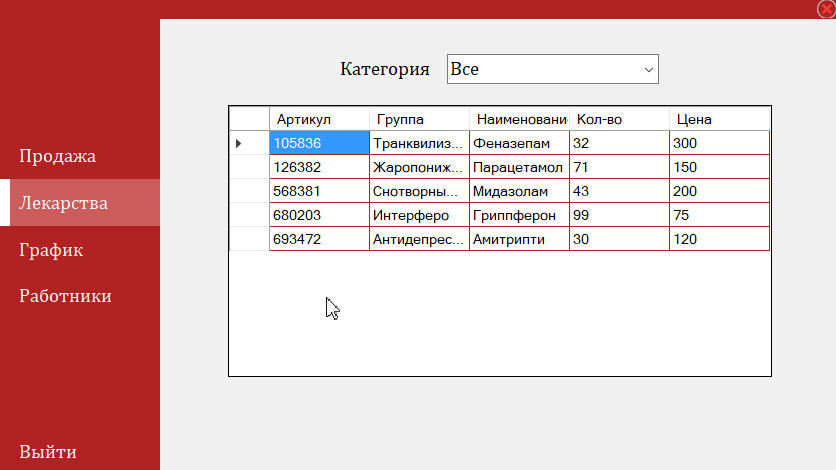 Категория Все
Продажа
Лекарства
График
Работники
Выйти
Артикул Группа Наименование Кол-во Цена
105836 Транквилиз... Феназепам 32 300
126382 Жаропониж... Парацетамол 71 150
568381 Снотворны... Мидазолам 43 200
680203 Интерферо Гриппферон 99 75
693472 Антидепрес... Амитрипти 30 120